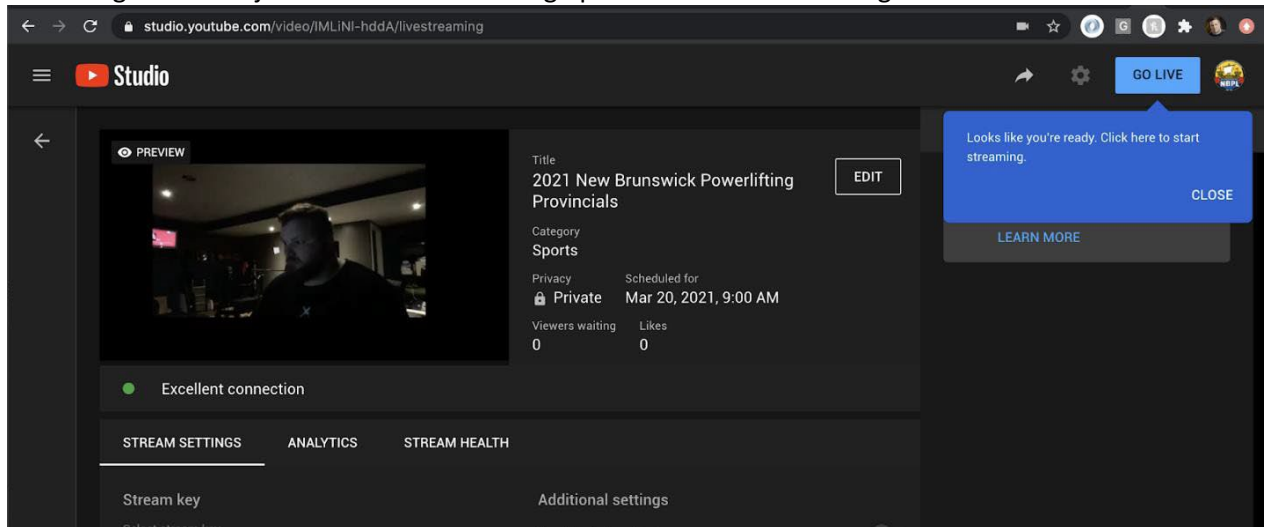 studio.youtube.com/video/IMLiNI-hddA/livestreaming
Studio
GO LIVE
NBPL
PREVIEW
Title
2021 New Brunswick Powerlifting
Provincials
EDIT
Category
Sports
Privacy
Scheduled for
Private
Mar 20, 2021, 9:00 AM
Viewers waiting
Likes
0
0
Looks like you're ready. Click here to start
streaming.
CLOSE
LEARN MORE
Excellent connection
STREAM SETTINGS
ANALYTICS
STREAM HEALTH
Stream key
Additional settings